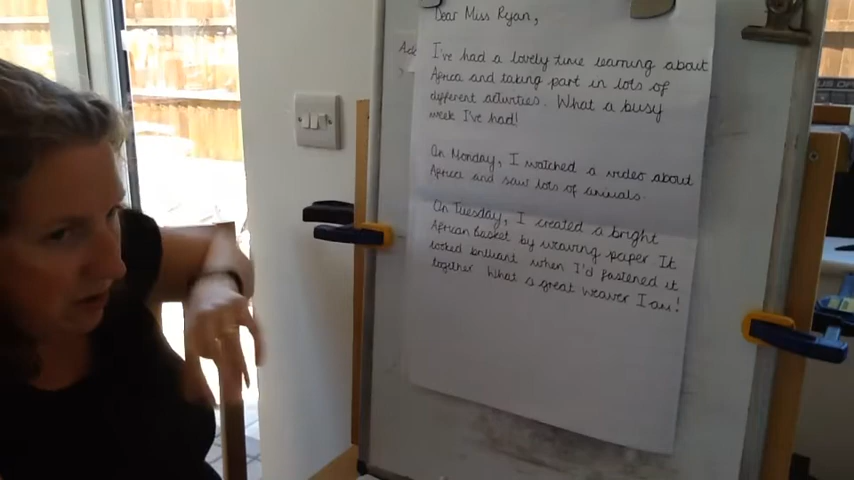 Dear Miss Ryan,
I've had a lovely time learning about
Africa and taking part in lots of
different activities. What a busy
week I've had!
On Monday, I watched a video about
Africa and saw lots of animals.
On Tuesday, I created a bright
African Basket by weaving paper It
looked brilliant when I'd fastened it
together What a great weaver I am!